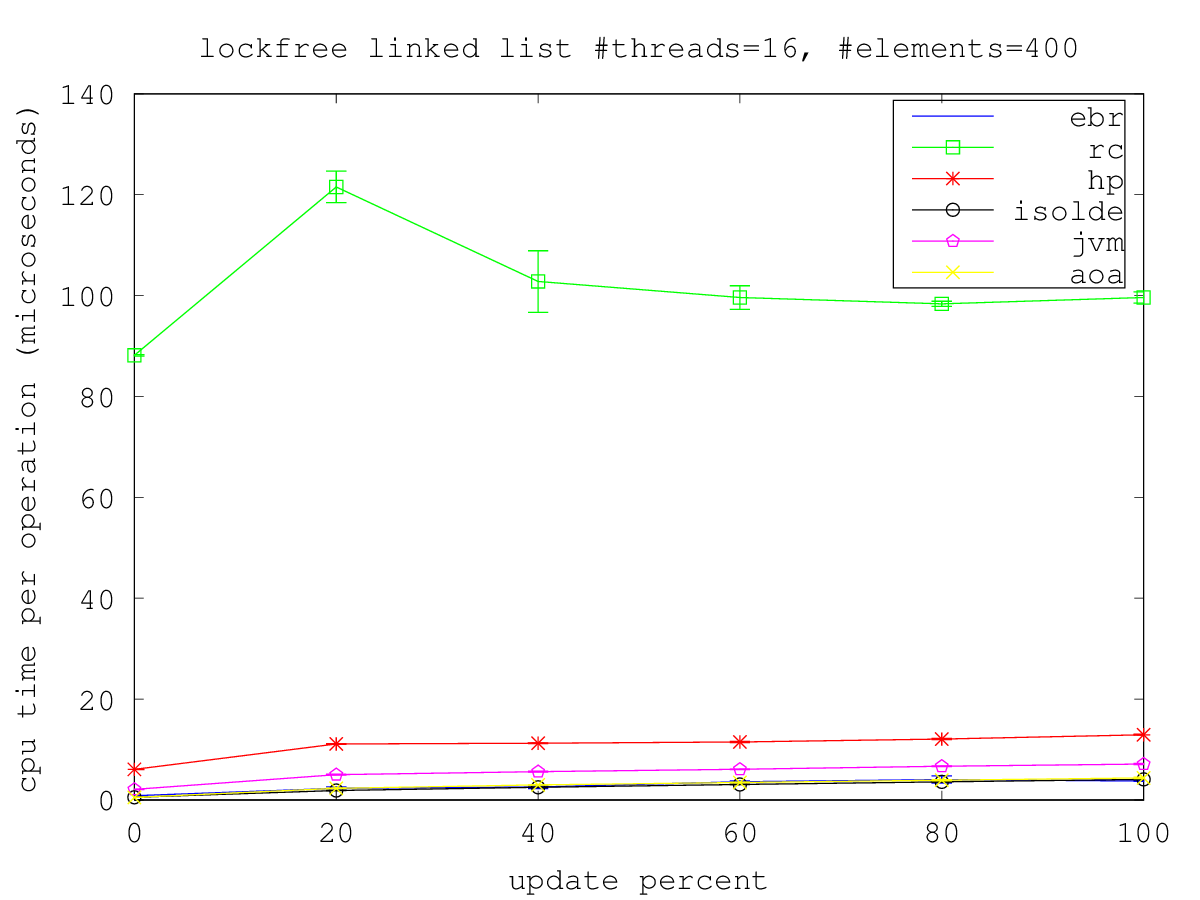 lockfree linked list #threads=16, #elements=400
cpu time per operation (microseconds)
140
120
100
80
60
40
20
0
ebr
rc
hp
isolde
jvm
aoa
0 20 40 60 80 100
update percent